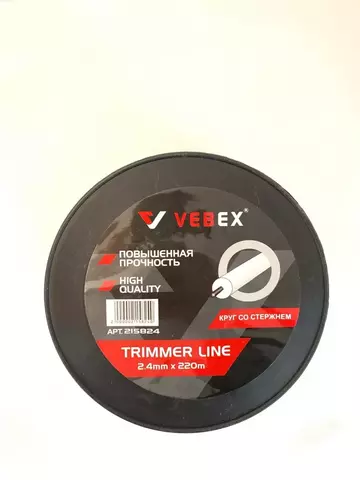 VEBEX®
ПОВЫШЕННАЯ
ПРОЧНОСТЬ
HIGH
QUALITY
АРТ. 215824
КРУГ СО СТЕРЖНЕМ
TRIMMER LINE
2.4mm x 220m